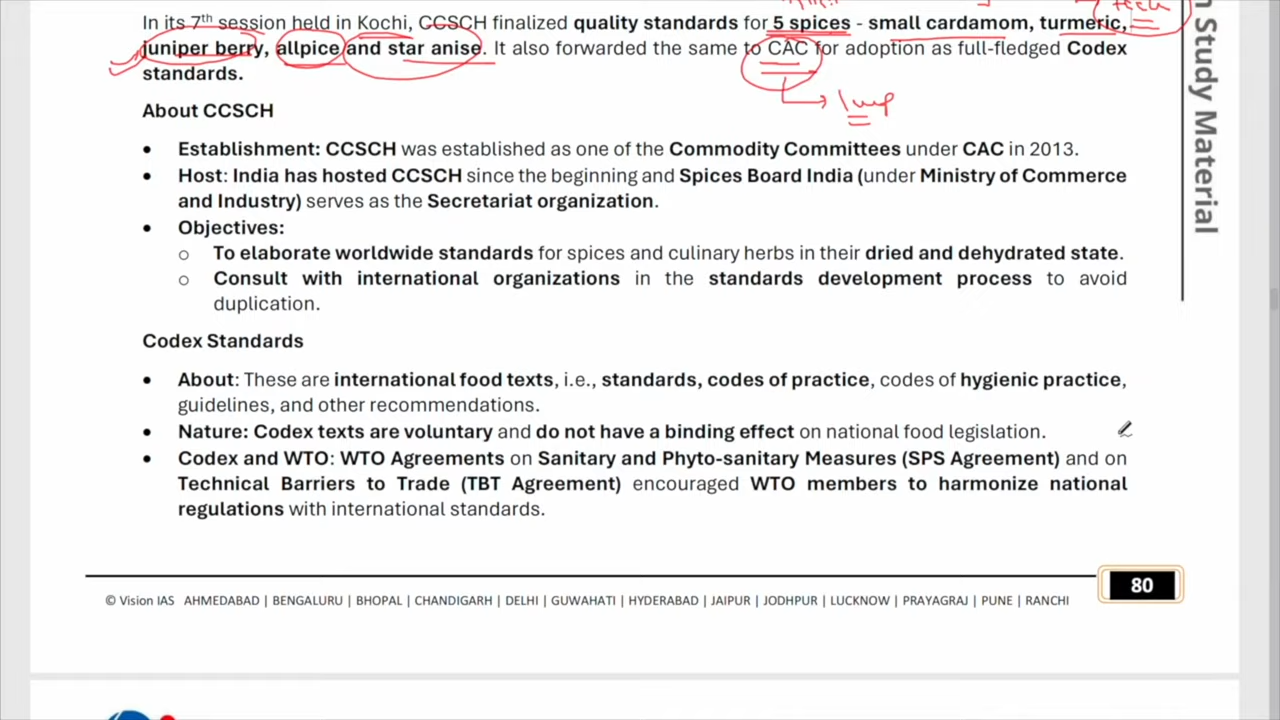 tech
In its 7th session held in Kochi, CCSCH finalized quality standards for 5 spices - small cardamom, turmeric,
juniper berry, allpice and star anise. It also forwarded the same to CAC for adoption as full-fledged Codex
standards.
Imp
About CCSCH
• Establishment: CCSCH was established as one of the Commodity Committees under CAC in 2013.
• Host: India has hosted CCSCH since the beginning and Spices Board India (under Ministry of Commerce
and Industry) serves as the Secretariat organization.
• Objectives:
○ To elaborate worldwide standards for spices and culinary herbs in their dried and dehydrated state.
○ Consult with international organizations in the standards development process to avoid
duplication.
Codex Standards
• About: These are international food texts, i.e., standards, codes of practice, codes of hygienic practice,
guidelines, and other recommendations.
• Nature: Codex texts are voluntary and do not have a binding effect on national food legislation.
• Codex and WTO: WTO Agreements on Sanitary and Phyto-sanitary Measures (SPS Agreement) and on
Technical Barriers to Trade (TBT Agreement) encouraged WTO members to harmonize national
regulations with international standards.
Study Material
© Vision IAS AHMEDABAD | BENGALURU | BHOPAL | CHANDIGARH | DELHI | GUWAHATI | HYDERABAD | JAIPUR | JODHPUR | LUCKNOW | PRAYAGRAJ | PUNE | RANCHI
80